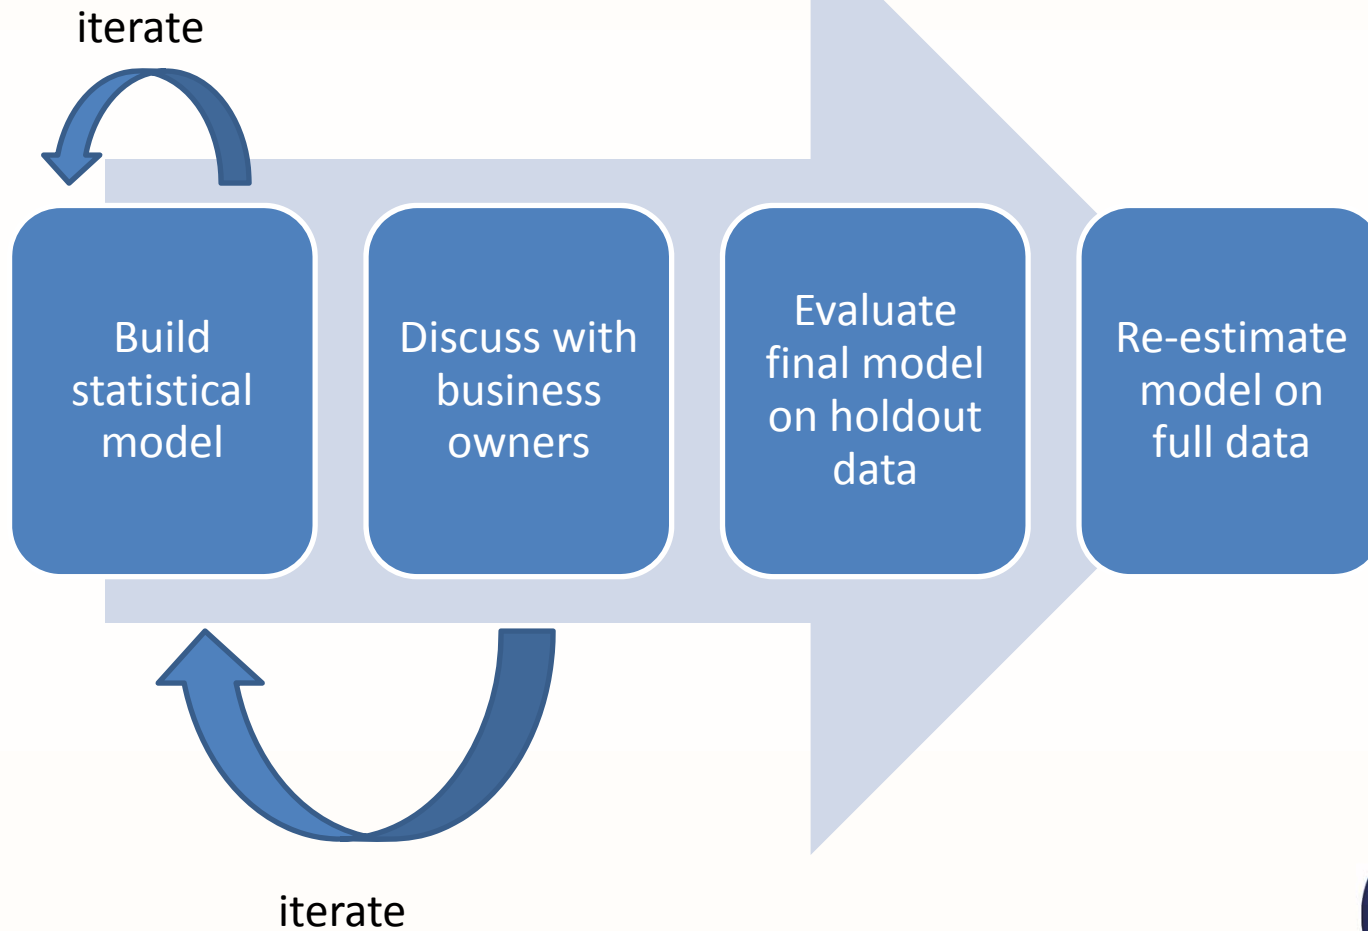 iterate
Build
statistical
model
Discuss with
business
owners
Evaluate
final model
on holdout
data
Re-estimate
model on
full data
iterate